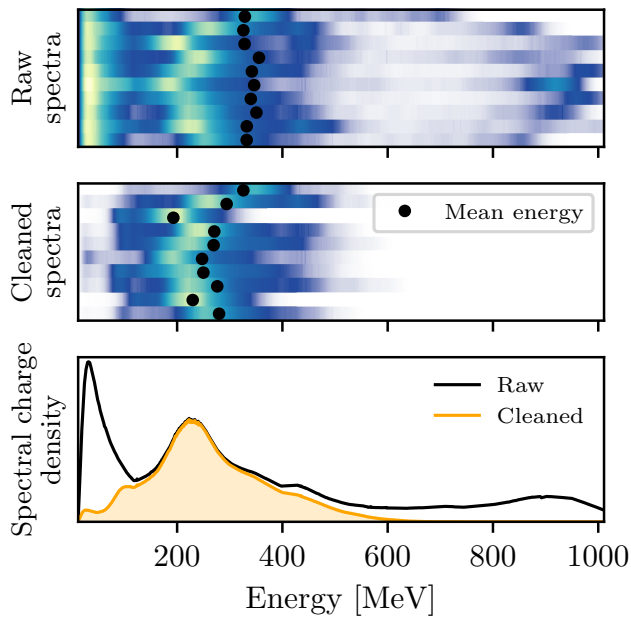 Raw
spectra
Cleaned
spectra
Mean energy
Spectral charge
density
Raw
Cleaned
200
400
600
800
1000
Energy [MeV]